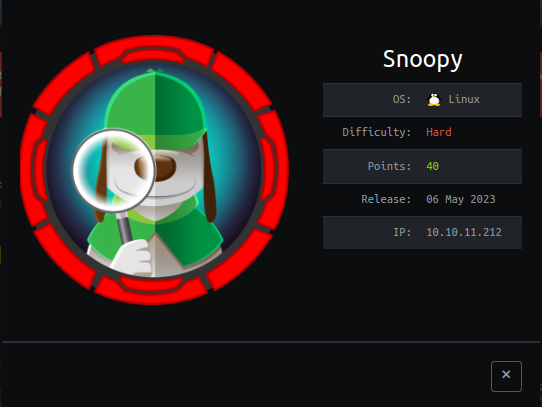 Snoopy
OS: Linux
Difficulty: Hard
Points: 40
Release: 06 May 2023
IP: 10.10.11.212
×